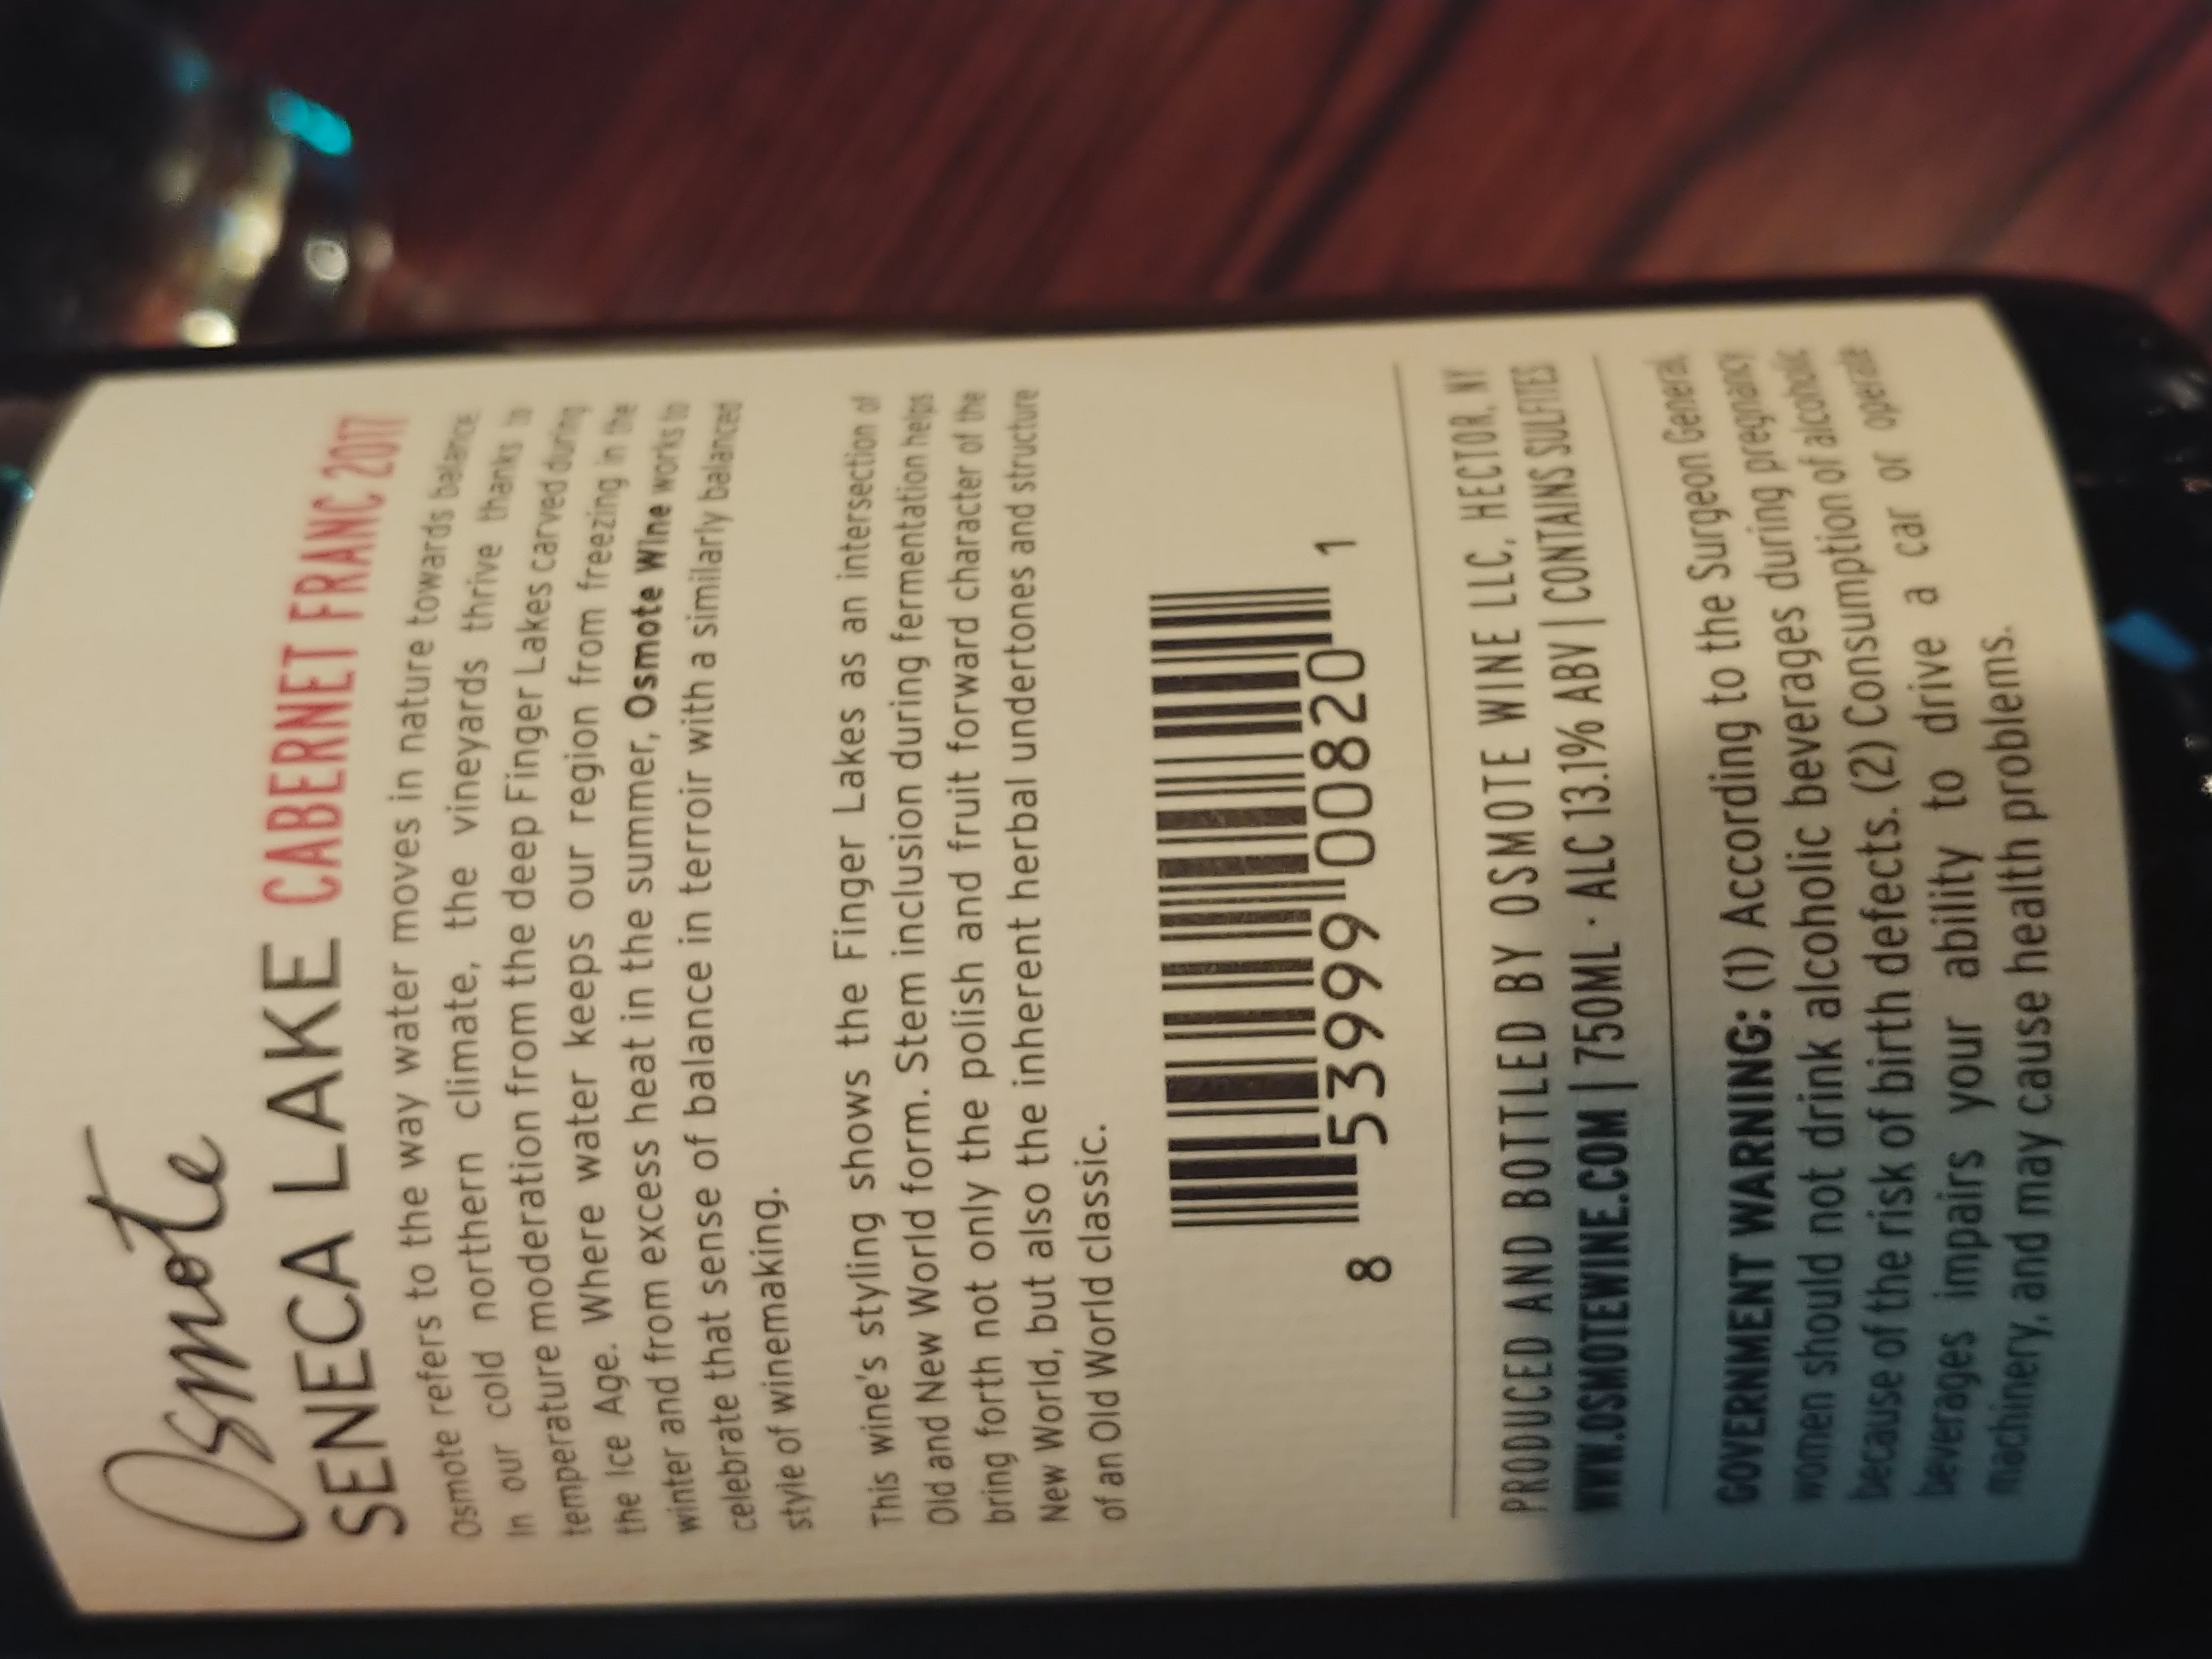 Osmote
SENECA LAKE CABERNET FRANC 2017
Osmote refers to the way water moves in nature towards balance.
In our cold northern climate, the vineyards thrive thanks to
temperature moderation from the deep Finger Lakes carved during
the Ice Age. Where water keeps our region from freezing in the
winter and from excess heat in the summer, Osmote Wine works to
celebrate that sense of balance in terroir with a similarly balanced
style of winemaking.
This wine's styling shows the Finger Lakes as an intersection of
Old and New World form. Stem inclusion during fermentation helps
bring forth not only the polish and fruit forward character of the
New World, but also the inherent herbal undertones and structure
of an Old World classic.
8 53999 00820 1
PRODUCED AND BOTTLED BY OSMOTE WINE LLC, HECTOR, NY
WWW.OSMOTEWINE.COM | 750ML · ALC 13.1% ABV | CONTAINS SULFITES
GOVERNMENT WARNING: (1) According to the Surgeon General,
women should not drink alcoholic beverages during pregnancy
because of the risk of birth defects. (2) Consumption of alcoholic
beverages impairs your ability to drive a car or operate
machinery, and may cause health problems.